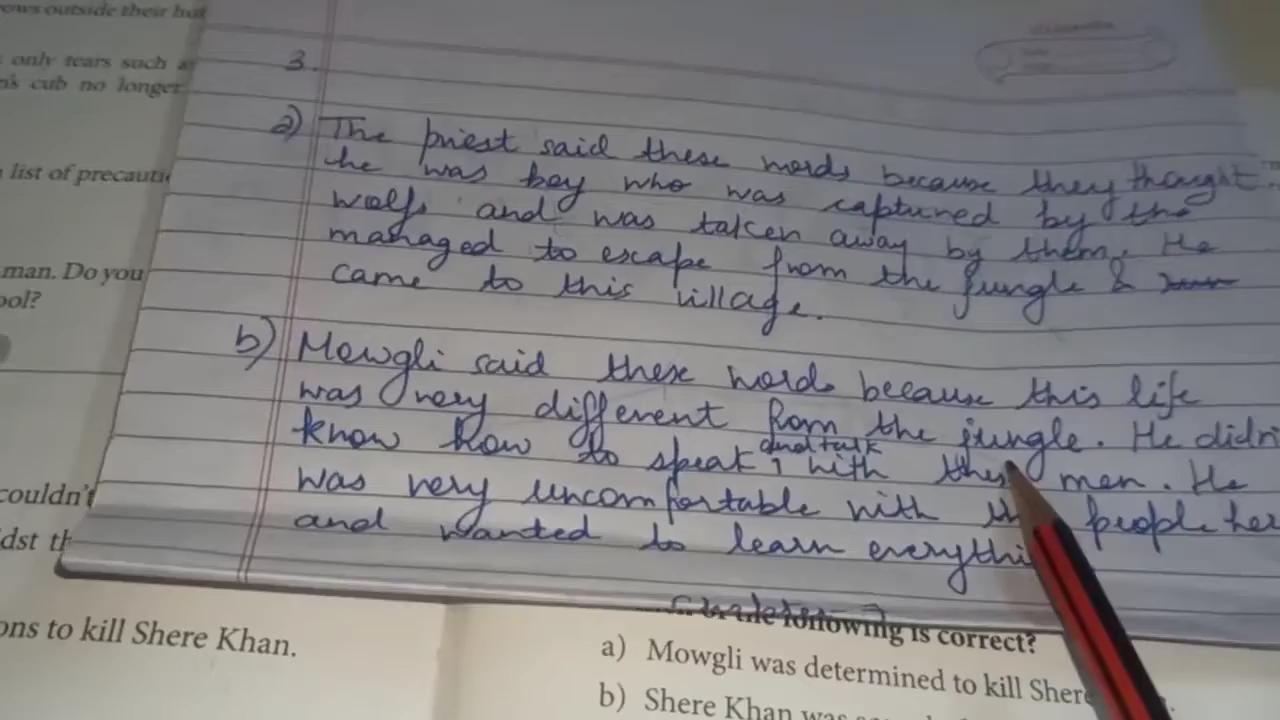 ows outside their hut
only tears such a
n's cub no longer
list of precauti
man. Do you
ool?
couldn't
dst th
3.
a) The priest said these words because they thought
he was boy who was captured by the
wolfs and was taken away by them. He
managed to escape from the jungle &
came to this village.
b) Mowgli said these words because this life
was very different from the jungle. He didn
know how to speak and talk with the men. He
was very uncomfortable with th people her
and wanted to learn everythi
ons to kill Shere Khan.
following is correct?
a) Mowgli was determined to kill Shere
b) Shere Khan was